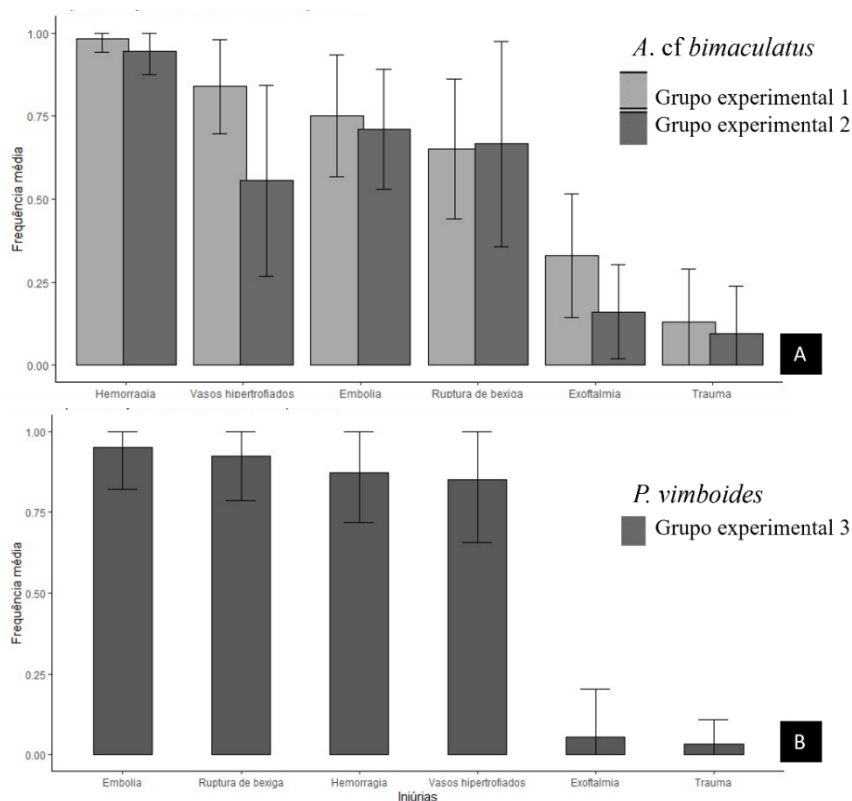 A. cf bimaculatus
Grupo experimental 1
Grupo experimental 2
Frequência média
1.00
0.75
0.50
0.25
0.00
Hemorragia Vasos hipertrofiados Embolia Ruptura de bexiga Exoftalmia Trauma
A
P. vimboides
Grupo experimental 3
Frequência média
1.00
0.75
0.50
0.25
0.00
Embolia Ruptura de bexiga Hemorragia Vasos hipertrofiados Exoftalmia Trauma
Injúrias
B